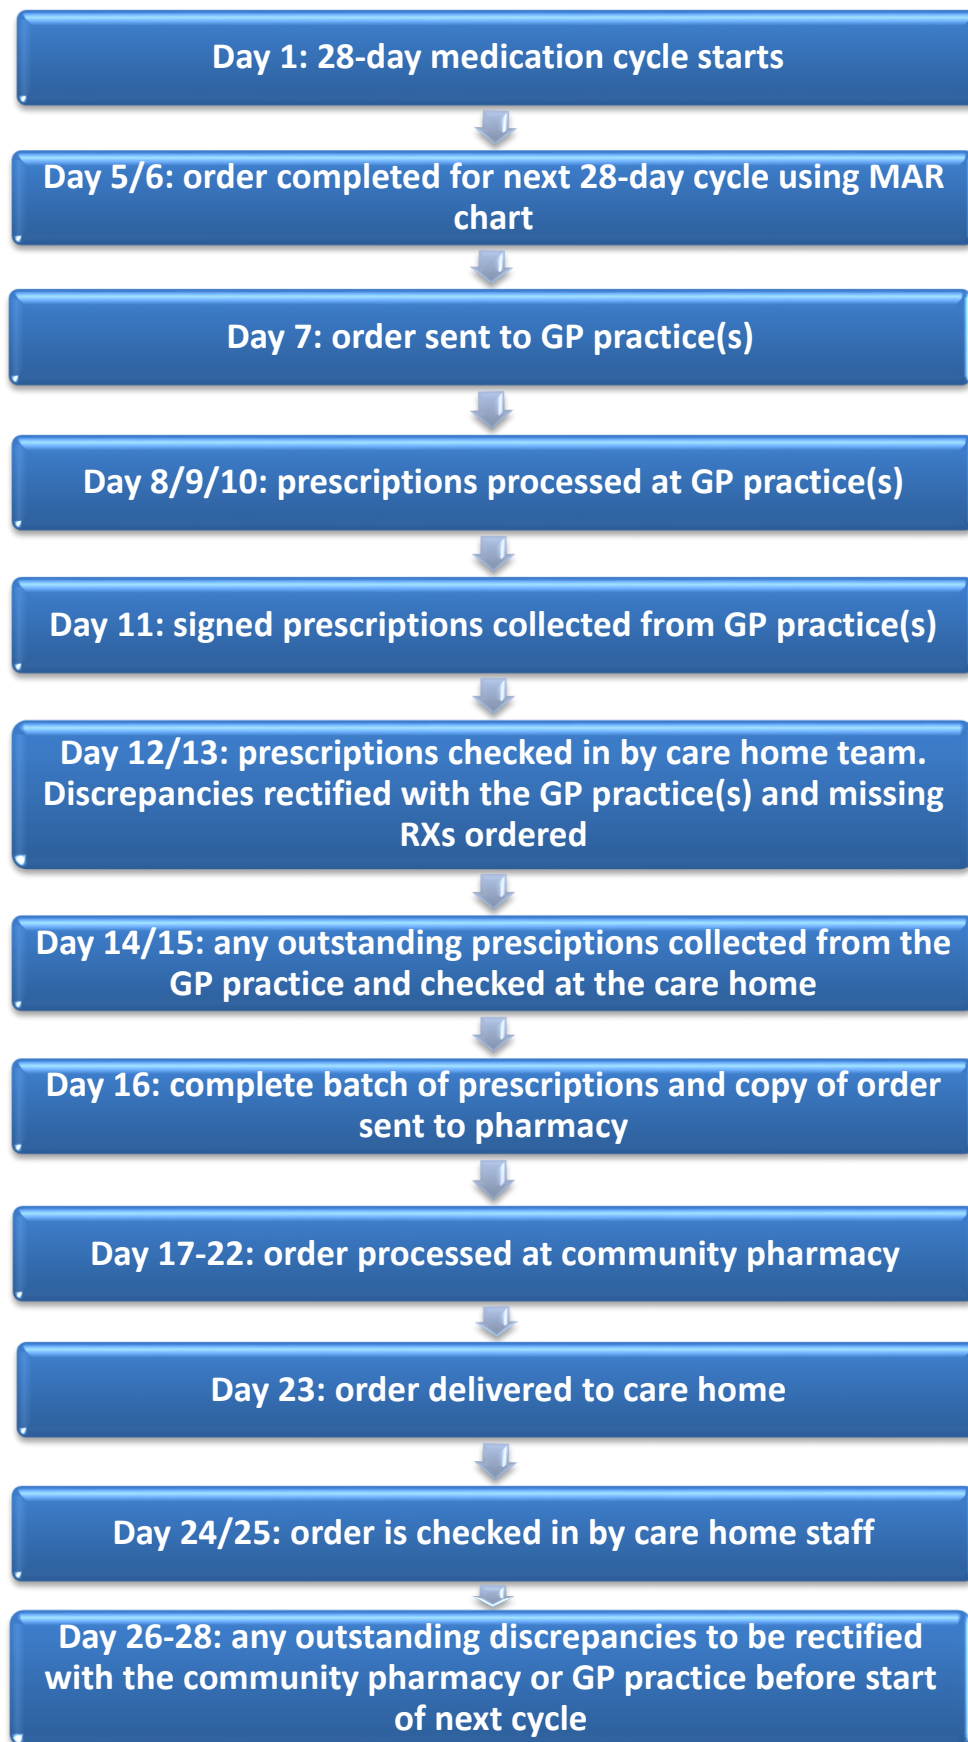 Day 1: 28-day medication cycle starts
Day 5/6: order completed for next 28-day cycle using MAR
chart
Day 7: order sent to GP practice(s)
Day 8/9/10: prescriptions processed at GP practice(s)
Day 11: signed prescriptions collected from GP practice(s)
Day 12/13: prescriptions checked in by care home team.
Discrepancies rectified with the GP practice(s) and missing
RXs ordered
Day 14/15: any outstanding presciptions collected from the
GP practice and checked at the care home
Day 16: complete batch of prescriptions and copy of order
sent to pharmacy
Day 17-22: order processed at community pharmacy
Day 23: order delivered to care home
Day 24/25: order is checked in by care home staff
Day 26-28: any outstanding discrepancies to be rectified
with the community pharmacy or GP practice before start
of next cycle